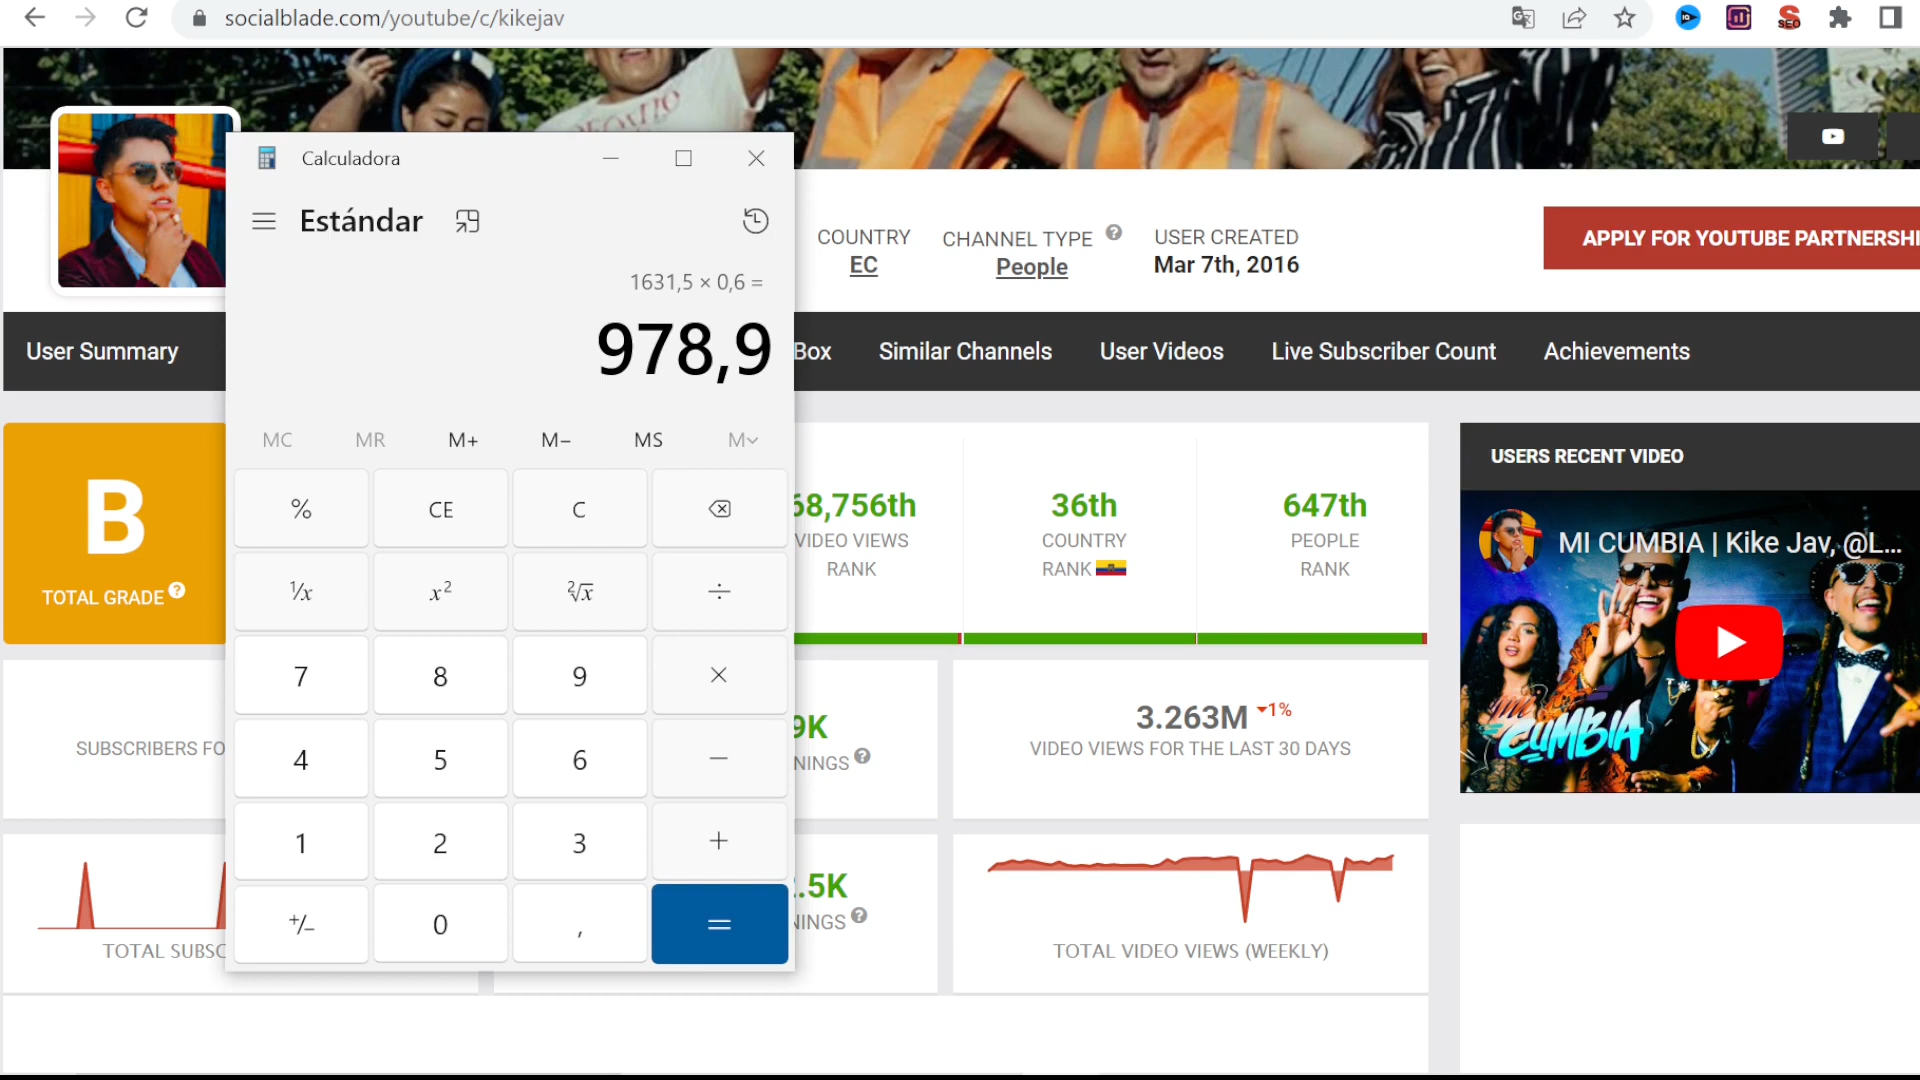 socialblade.com/youtube/c/kikejav
SEO
Calculadora
Estándar
1631,5 × 0,6 =
978,9
MC MR M+ M− MS M
% CE C
¹/x x² ²√x ÷
7 8 9 ×
4 5 6 −
1 2 3 +
+/− 0 , =
COUNTRY
EC
CHANNEL TYPE ?
People
USER CREATED
Mar 7th, 2016
APPLY FOR YOUTUBE PARTNERSHI
User Summary
Box
Similar Channels
User Videos
Live Subscriber Count
Achievements
B
TOTAL GRADE ?
68,756th
VIDEO VIEWS
RANK
36th
COUNTRY
RANK
647th
PEOPLE
RANK
USERS RECENT VIDEO
MI CUMBIA | Kike Jav, @L...
MI CUMBIA
SUBSCRIBERS FO
9K
NINGS ?
3.263M 1%
VIDEO VIEWS FOR THE LAST 30 DAYS
TOTAL SUBSC
.5K
NINGS ?
TOTAL VIDEO VIEWS (WEEKLY)